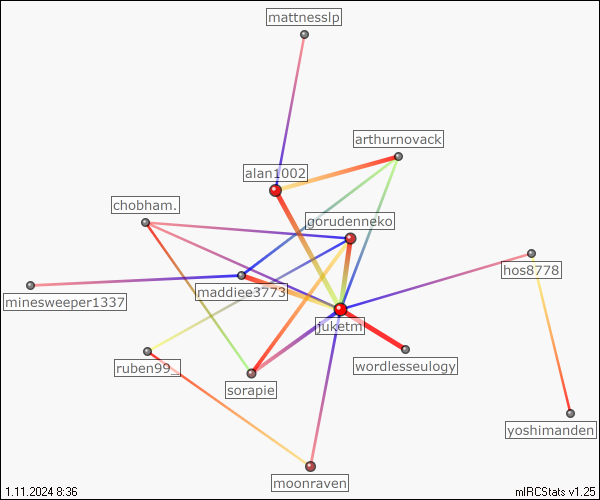 mattnesslp
arthurnovack
alan1002
chobham.
gorudenneko
hos8778
maddiee3773
minesweeper1337
juketm
ruben99_
wordlesseulogy
sorapie
yoshimanden
moonraven
1.11.2024 8:36
mIRCStats v1.25